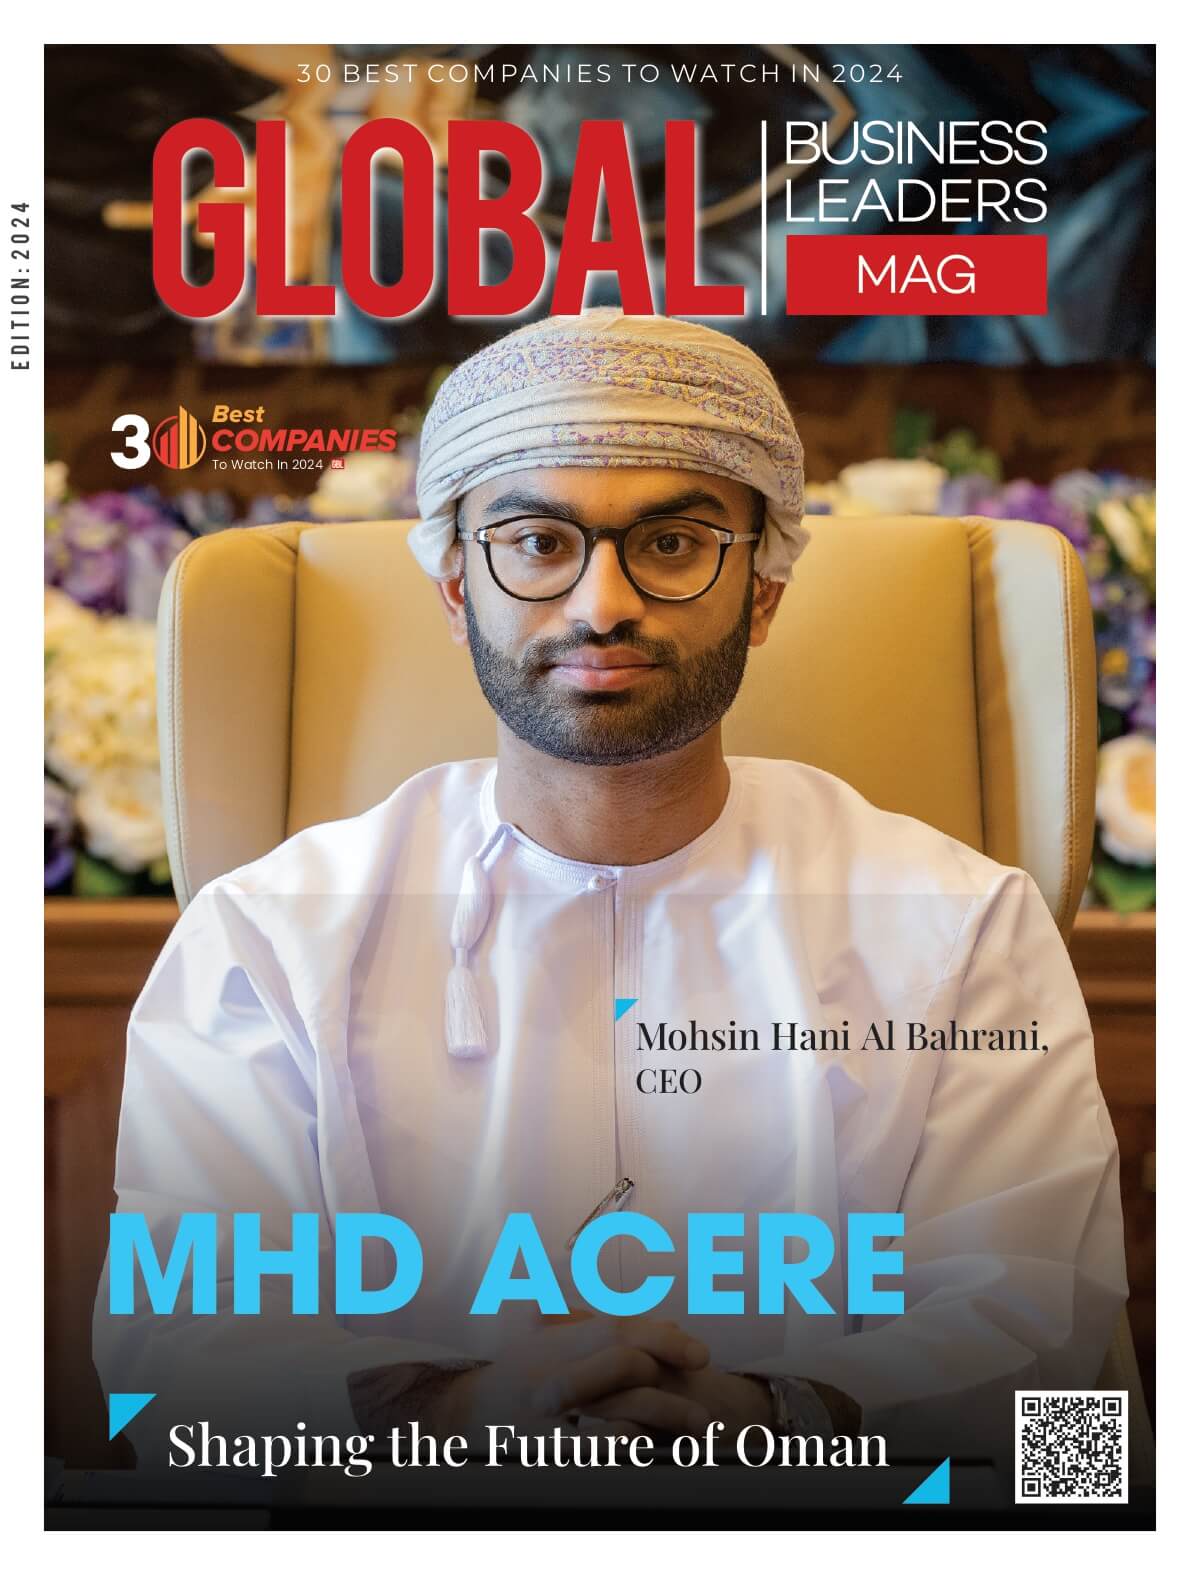 30 BEST COMPANIES TO WATCH IN 2024
GLOBAL
BUSINESS
LEADERS
MAG
EDITION:2024
30 Best
COMPANIES
To Watch In 2024 GBL
Mohsin Hani Al Bahrani,
CEO
MHD ACERE
Shaping the Future of Oman